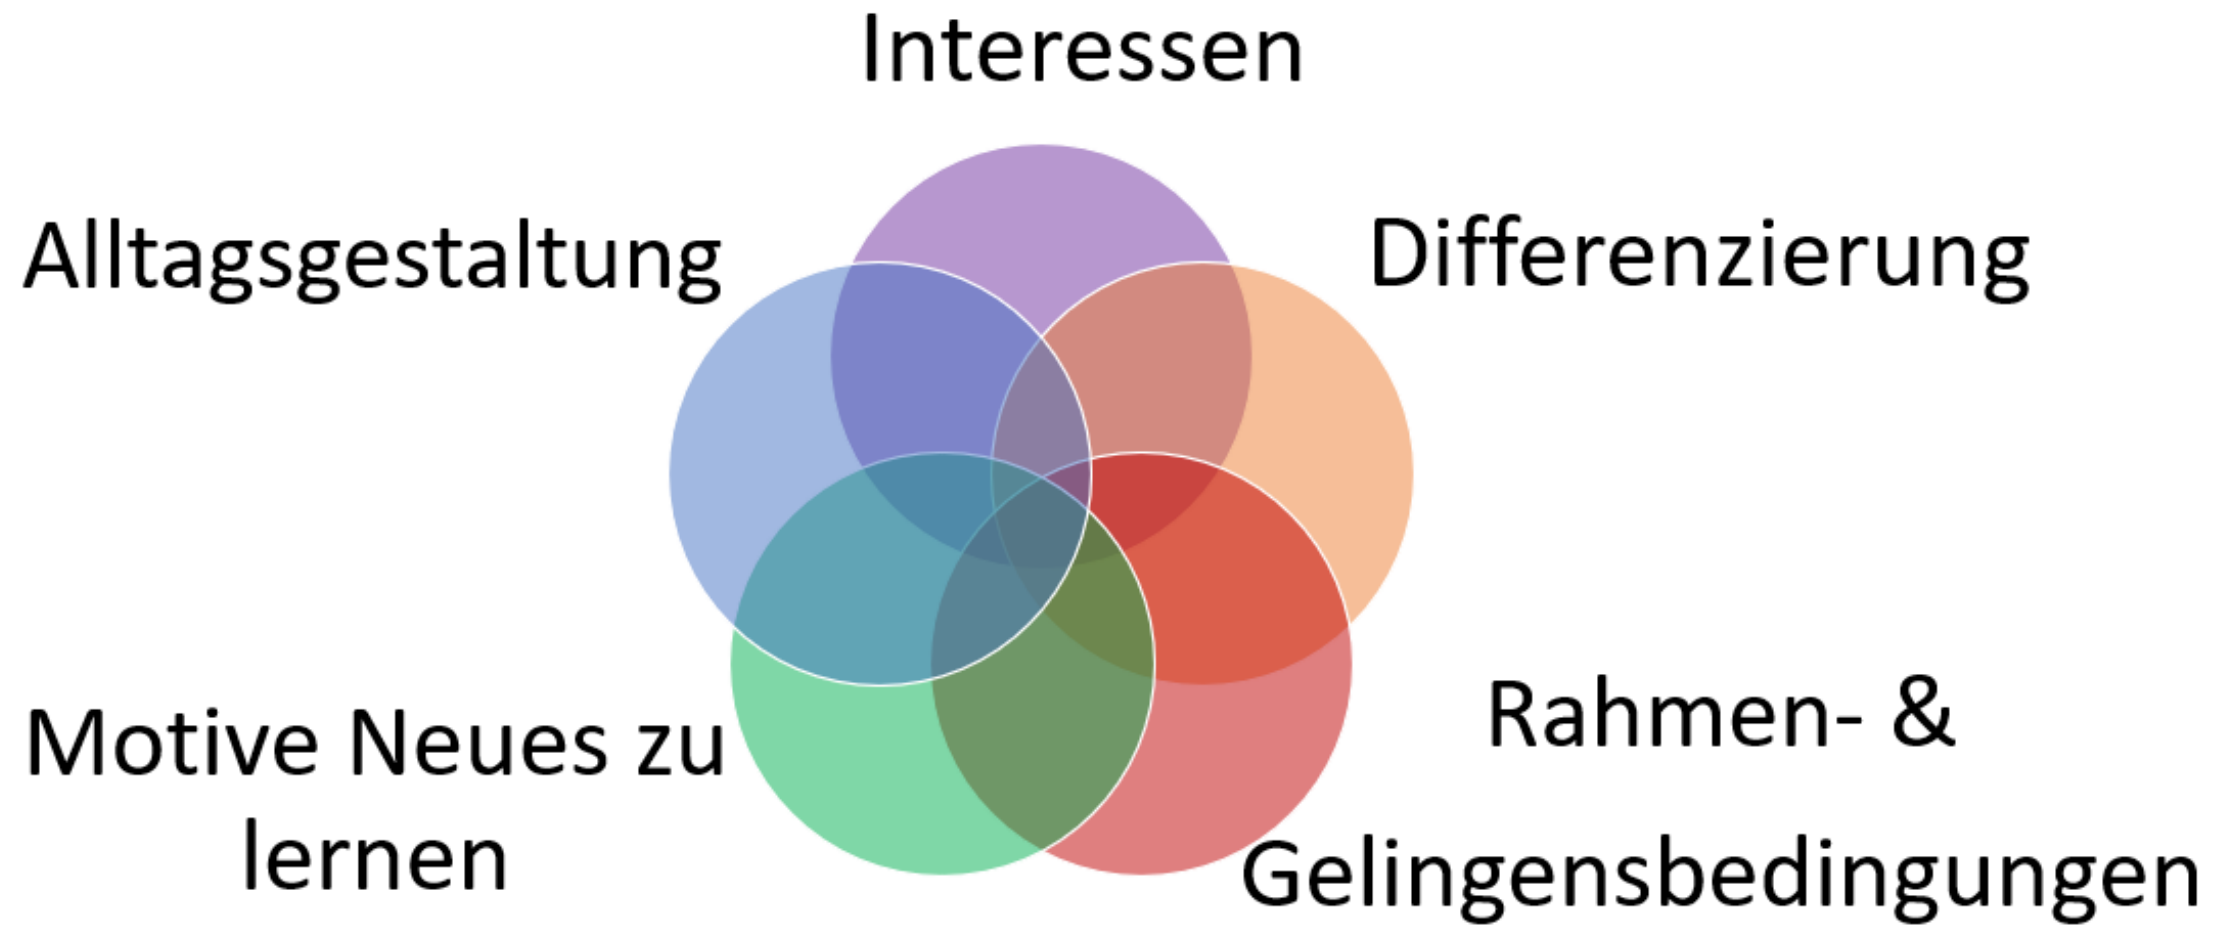 Interessen
Alltagsgestaltung
Differenzierung
Motive Neues zu
lernen
Rahmen- &
Gelingensbedingungen